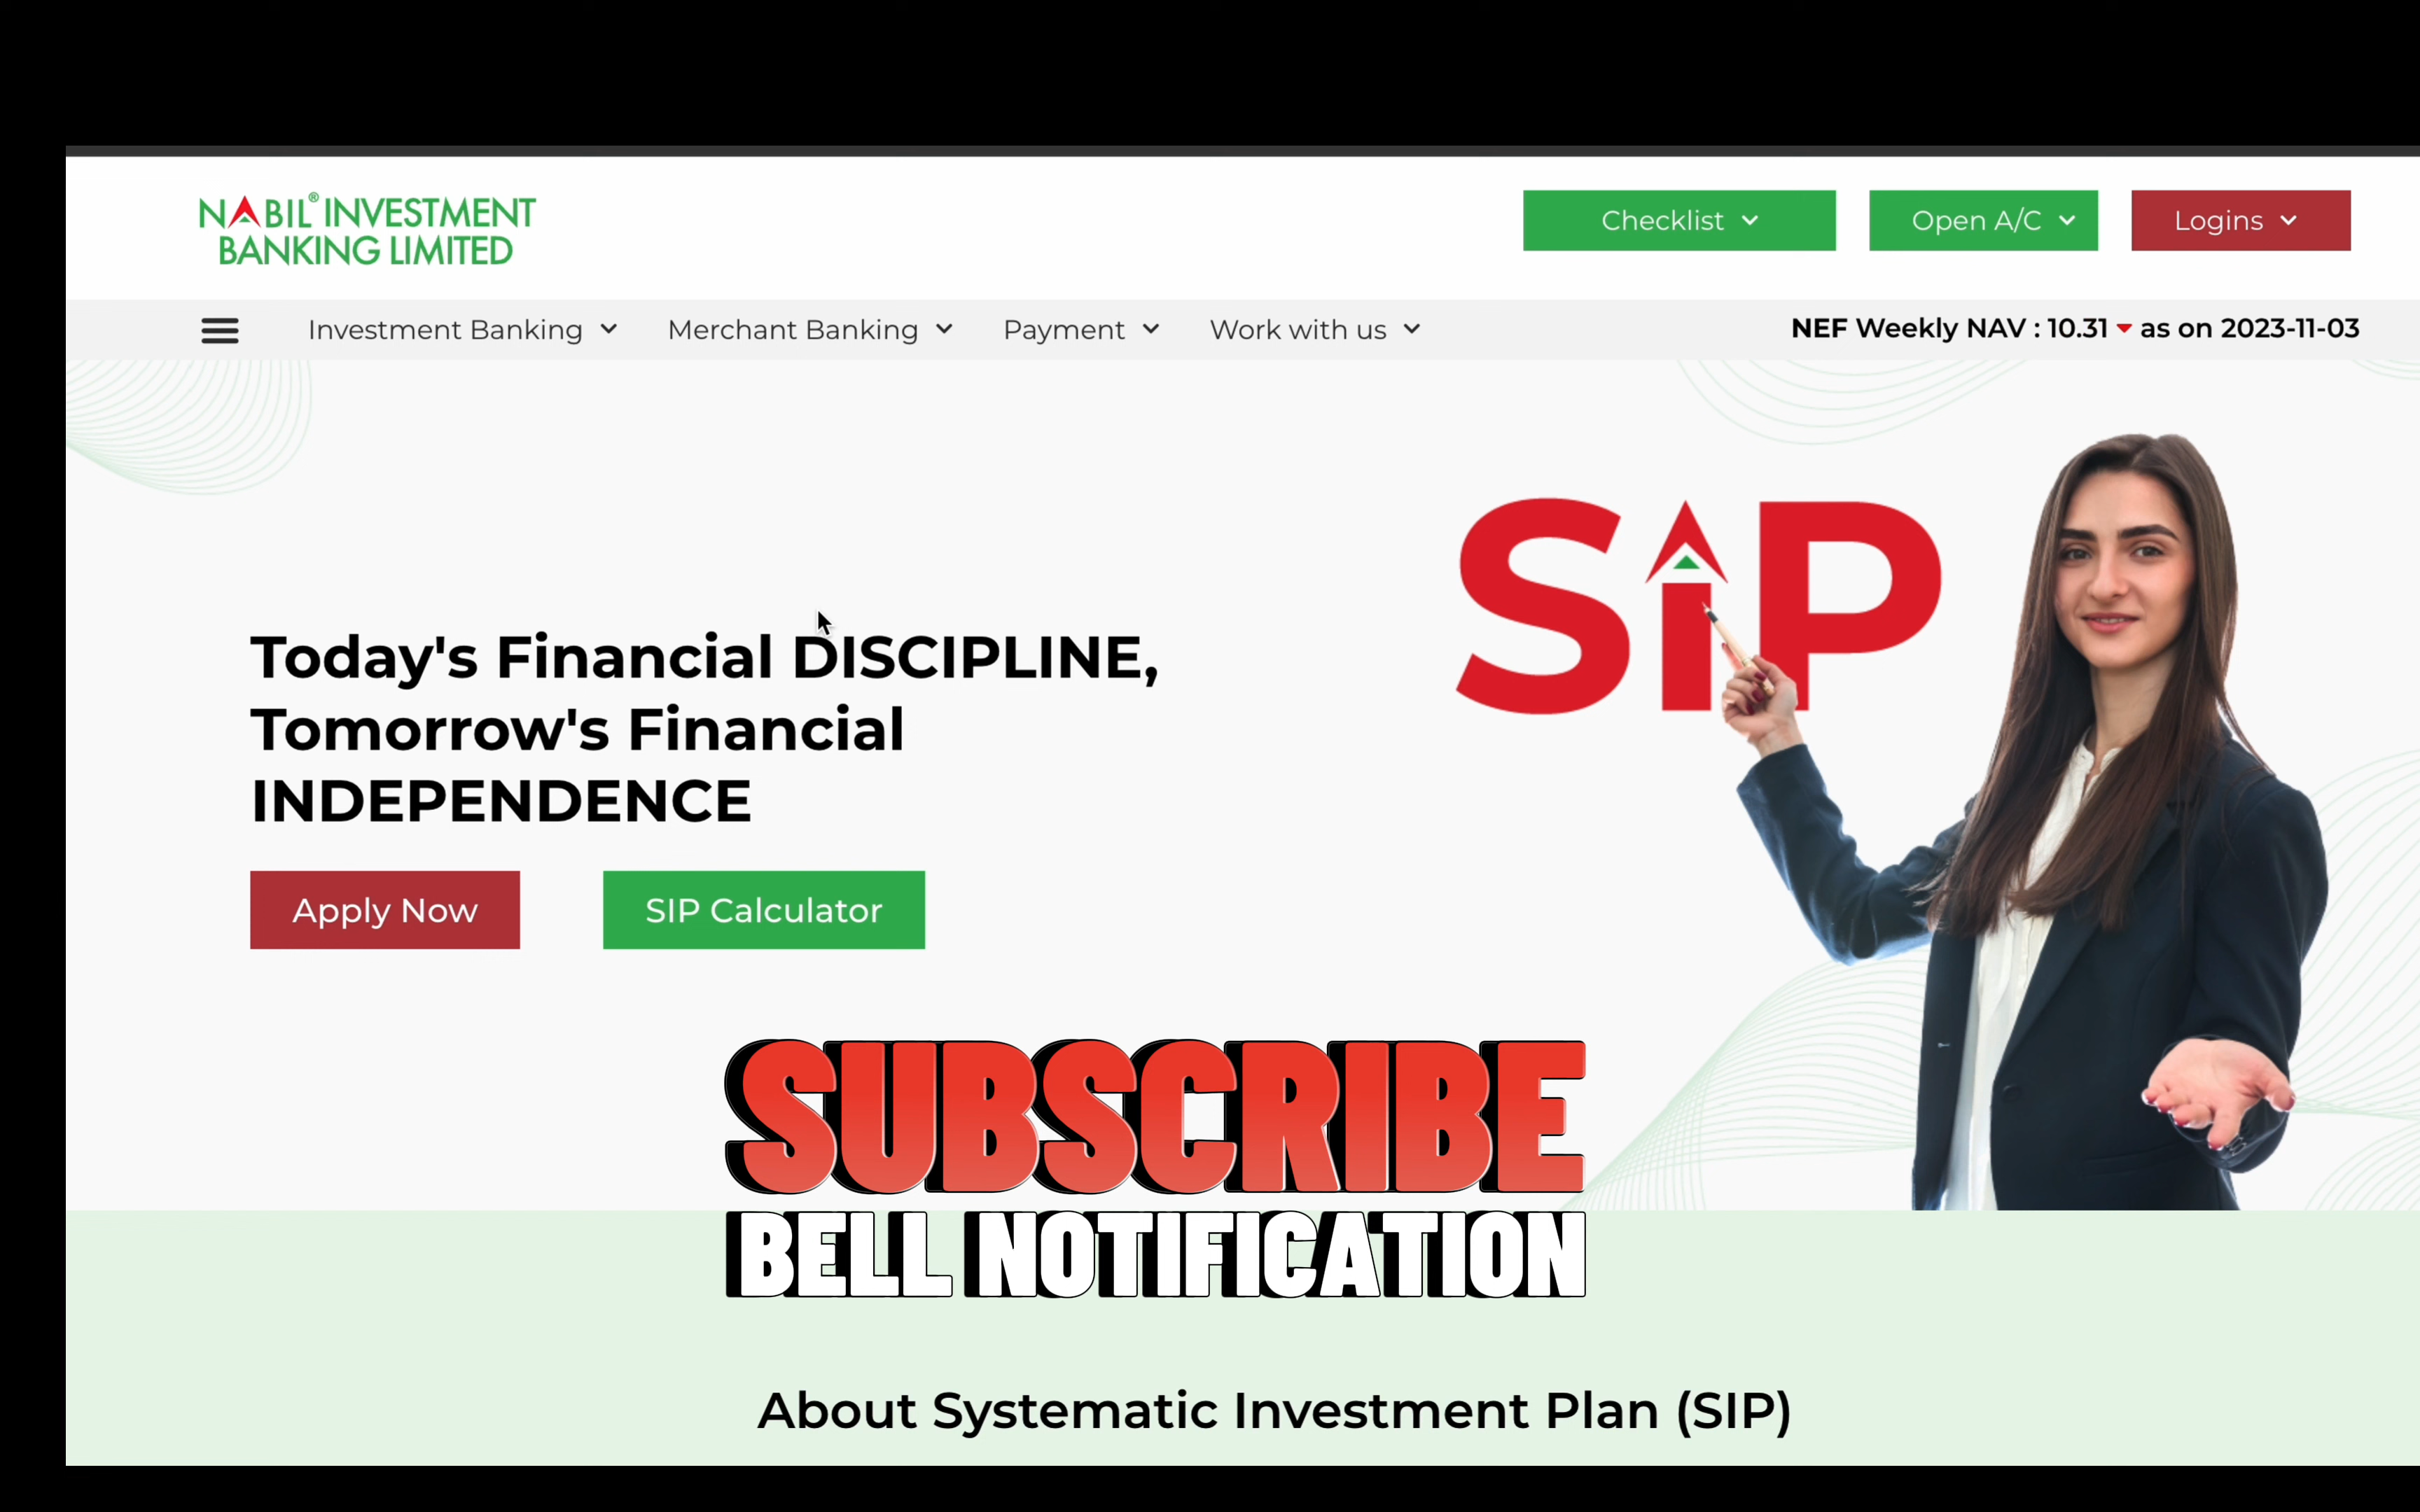 NABIL® INVESTMENT
BANKING LIMITED
Checklist
Open A/C
Logins
Investment Banking
Merchant Banking
Payment
Work with us
NEF Weekly NAV : 10.31 as on 2023-11-03
SIP
Today's Financial DISCIPLINE,
Tomorrow's Financial
INDEPENDENCE
Apply Now
SIP Calculator
SUBSCRIBE
BELL NOTIFICATION
About Systematic Investment Plan (SIP)